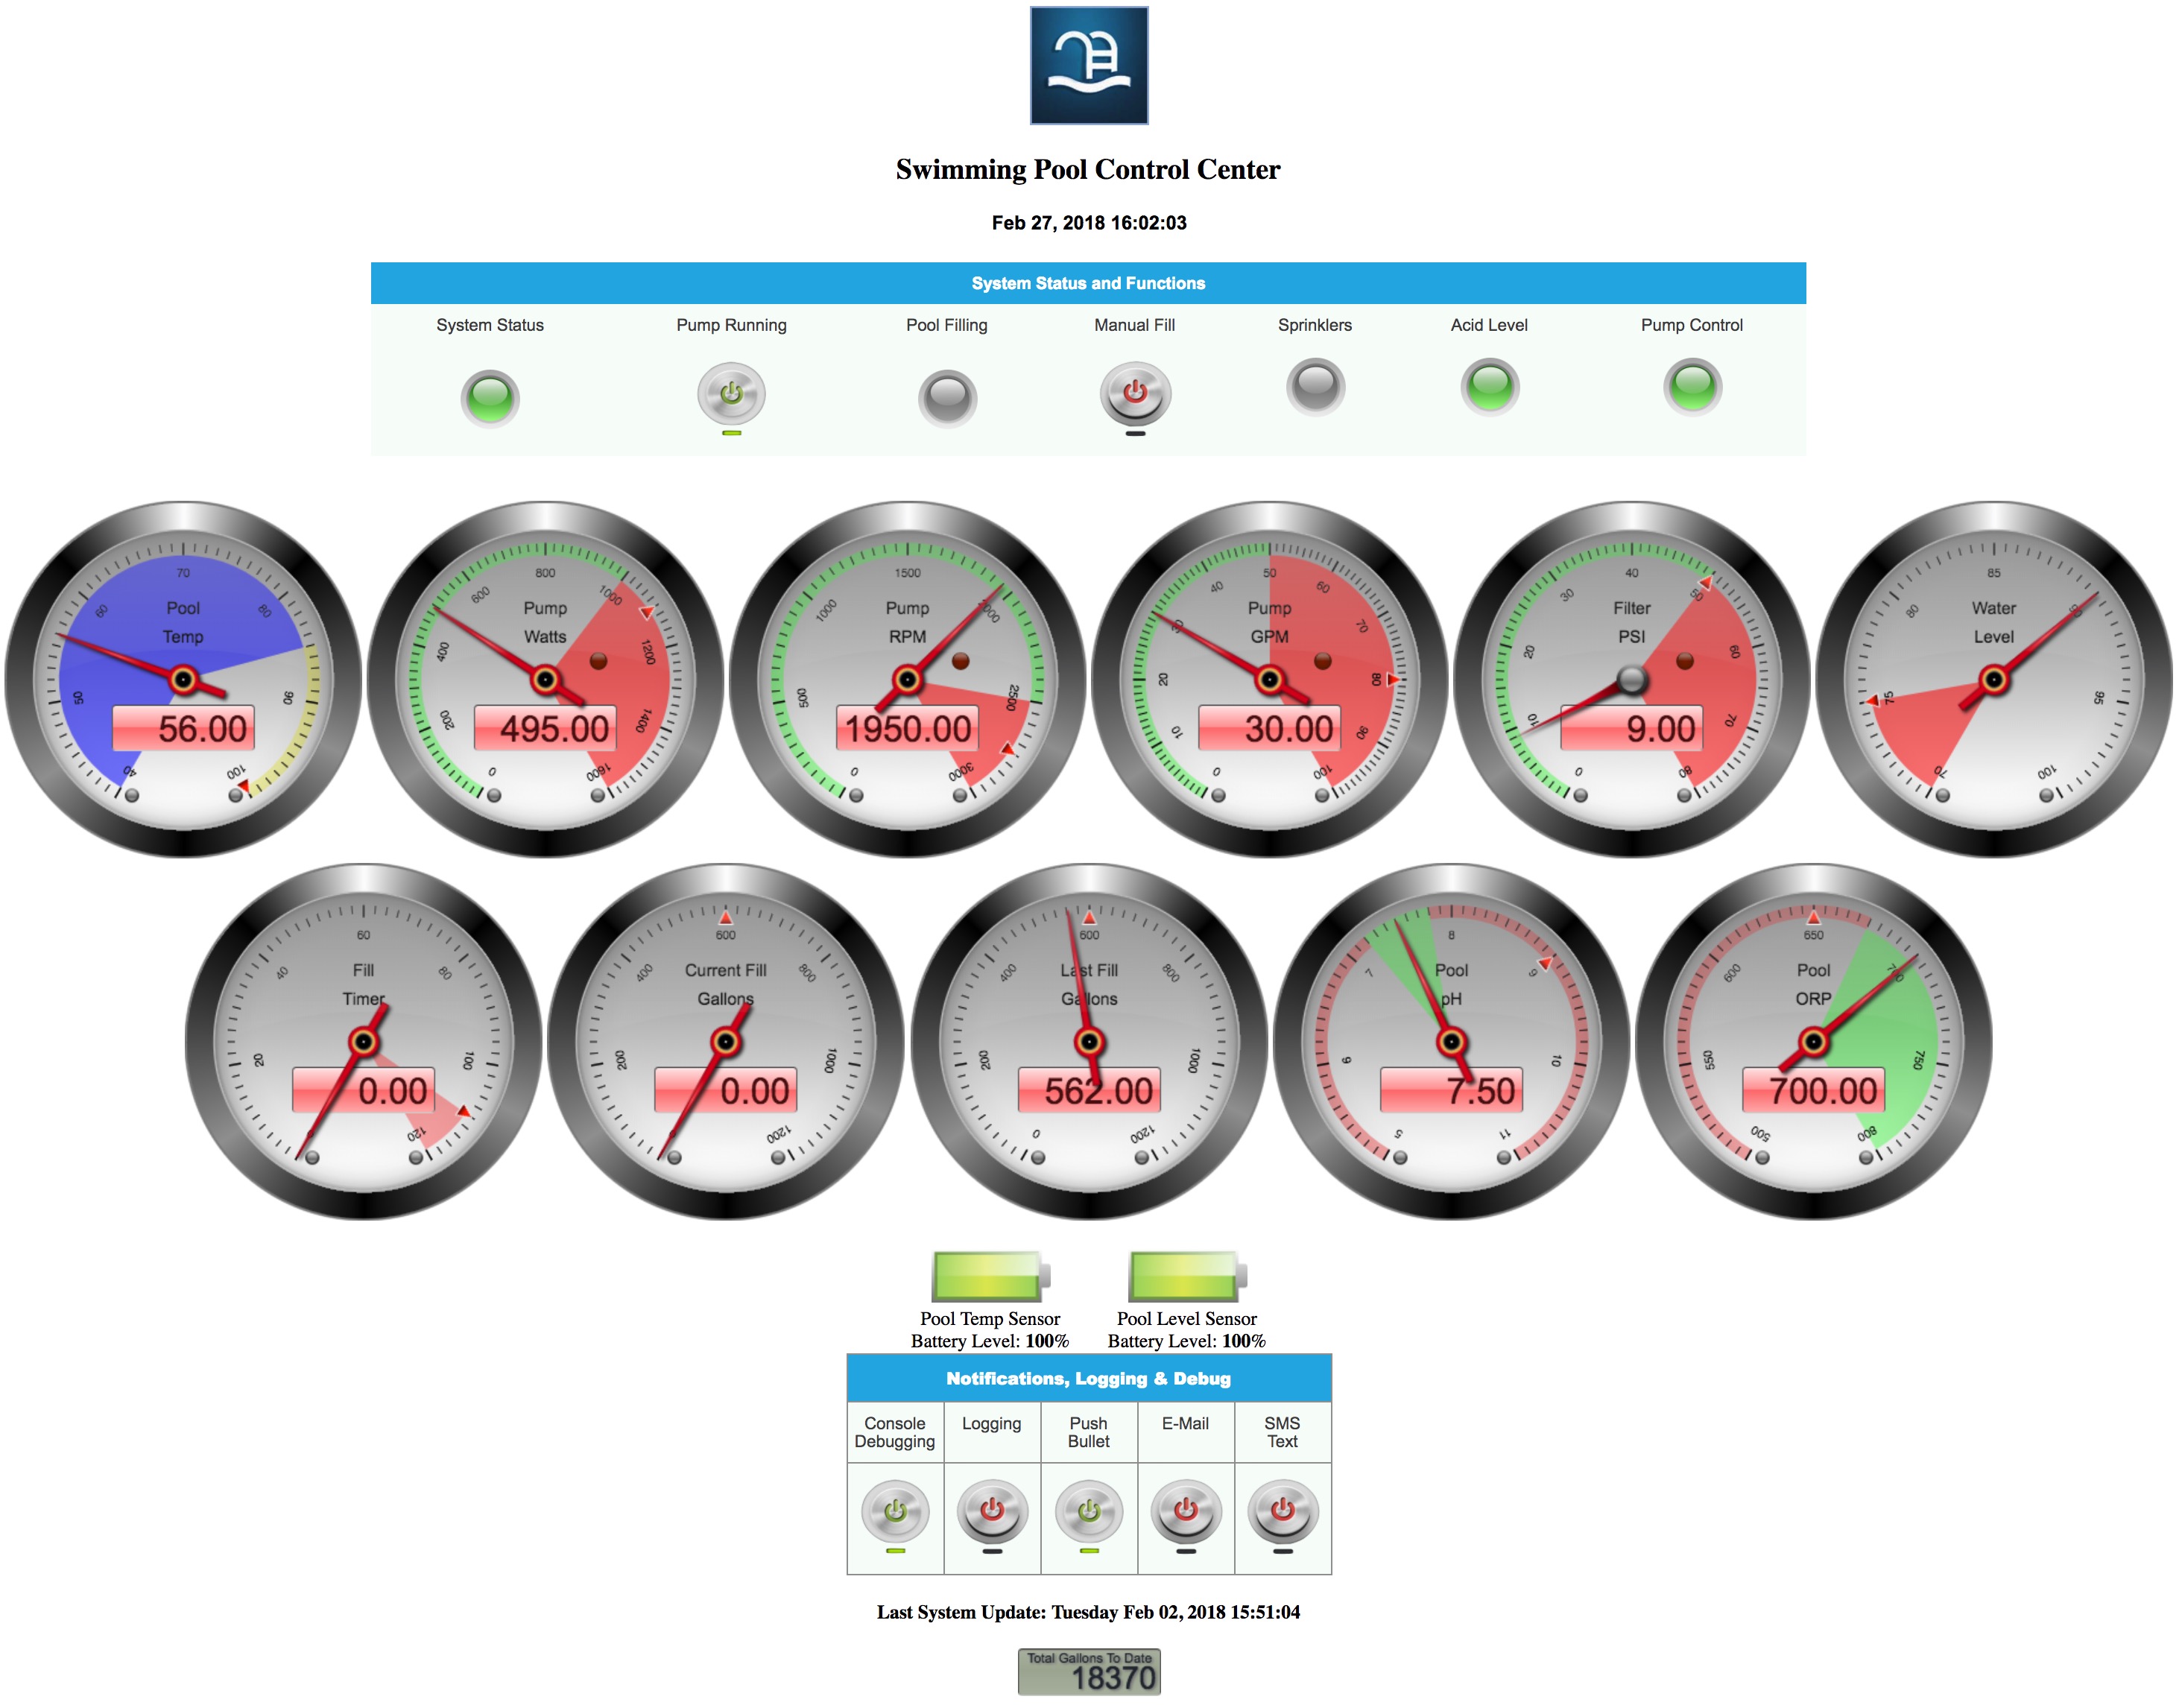 Swimming Pool Control Center
Feb 27, 2018 16:02:03
System Status and Functions
System Status Pump Running Pool Filling Manual Fill Sprinklers Acid Level Pump Control
Pool
Temp
40 50 60 70 80 90 100
56.00
Pump
Watts
0 200 400 600 800 1000 1200 1400 1600
495.00
Pump
RPM
0 500 1000 1500 2000 2500 3000
1950.00
Pump
GPM
0 10 20 30 40 50 60 70 80 90 100
30.00
Filter
PSI
0 10 20 30 40 50 60 70 80
9.00
Water
Level
70 75 80 85 90 95 100
Fill
Timer
0 20 40 60 80 100 120
0.00
Current Fill
Gallons
0 200 400 600 800 1000 1200
0.00
Last Fill
Gallons
0 200 400 600 800 1000 1200
562.00
Pool
pH
5 6 7 8 9 10 11
7.50
Pool
ORP
500 550 600 650 700 750 800
700.00
Pool Temp Sensor
Battery Level: 100%
Pool Level Sensor
Battery Level: 100%
Notifications, Logging & Debug
Console
Debugging
Logging
Push
Bullet
E-Mail
SMS
Text
Last System Update: Tuesday Feb 02, 2018 15:51:04
Total Gallons To Date
18370